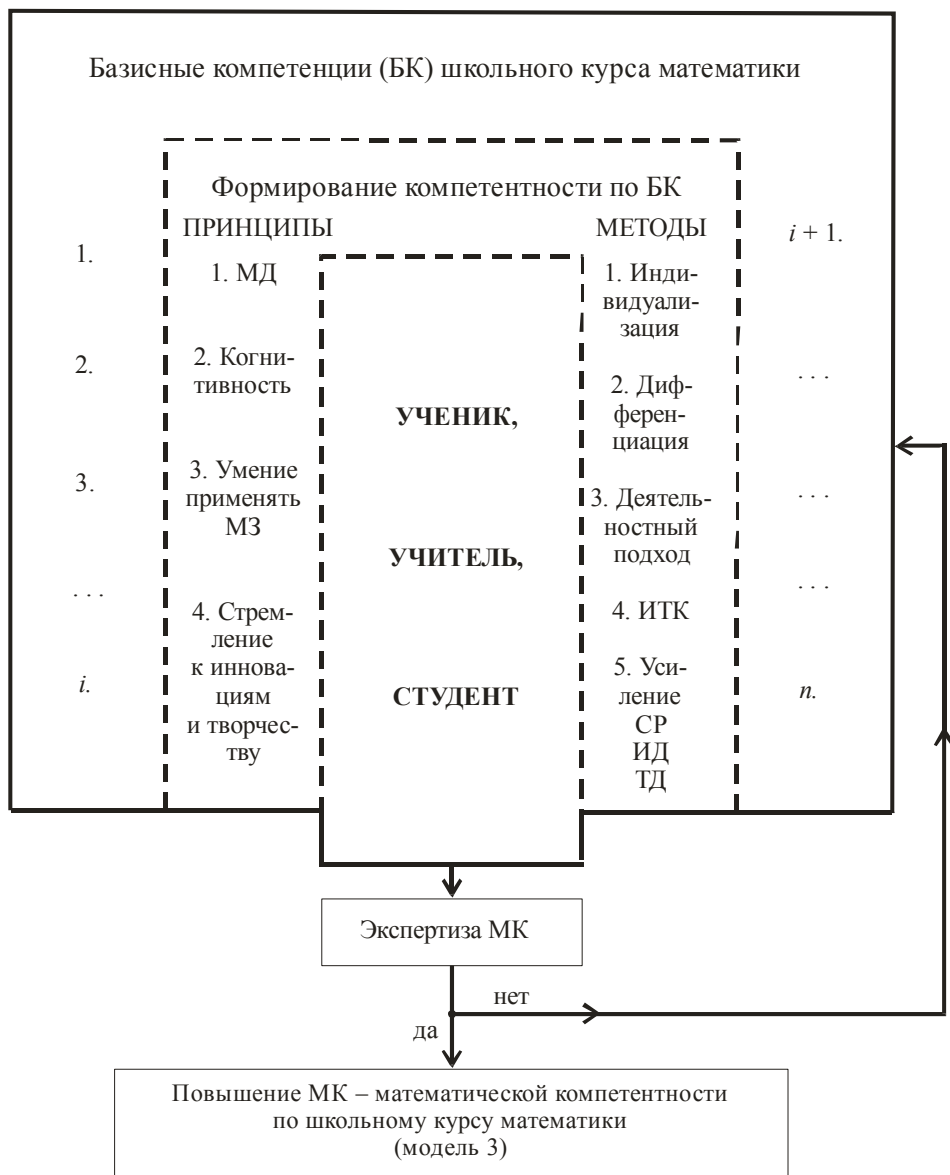 Базисные компетенции (БК) школьного курса математики
Формирование компетентности по БК
1.
2.
3.
. . .
i.
ПРИНЦИПЫ
1. МД
2. Когни-
тивность
3. Умение
применять
МЗ
4. Стрем-
ление
к иннова-
циям
и творчес-
тву
УЧЕНИК,
УЧИТЕЛЬ,
СТУДЕНТ
МЕТОДЫ
1. Инди-
видуали-
зация
2. Диф-
ферен-
циация
3. Деятель-
ностный
подход
4. ИТК
5. Уси-
ление
СР
ИД
ТД
i + 1.
. . .
. . .
. . .
n.
Экспертиза МК
нет
да
Повышение МК – математической компетентности
по школьному курсу математики
(модель 3)